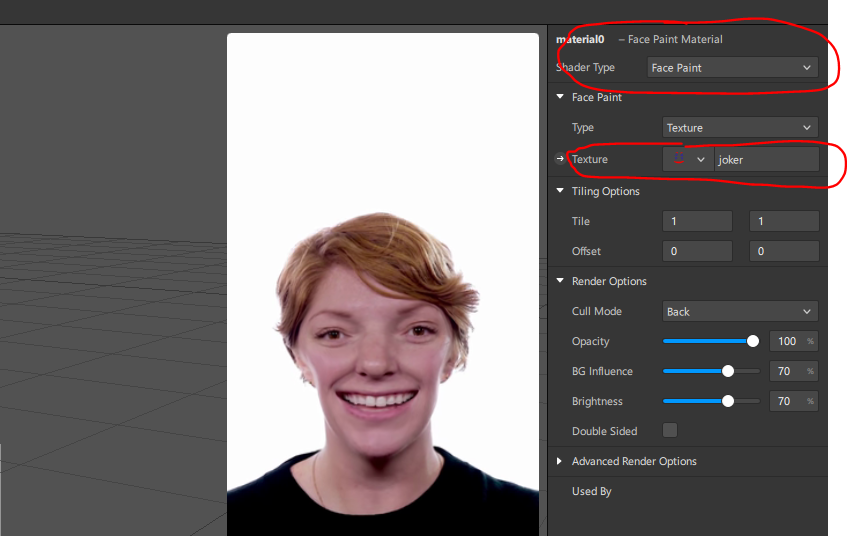 material0 – Face Paint Material
Shader Type Face Paint
Face Paint
Type Texture
Texture joker
Tiling Options
Tile 1 1
Offset 0 0
Render Options
Cull Mode Back
Opacity 100 %
BG Influence 70 %
Brightness 70 %
Double Sided
Advanced Render Options
Used By